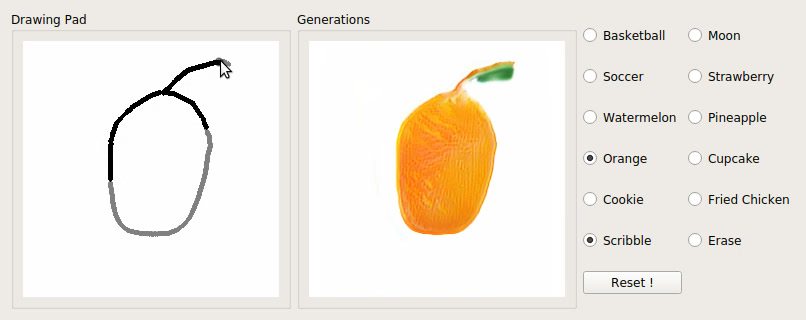 Drawing Pad
Generations
Basketball
Moon
Soccer
Strawberry
Watermelon
Pineapple
Orange
Cupcake
Cookie
Fried Chicken
Scribble
Erase
Reset !